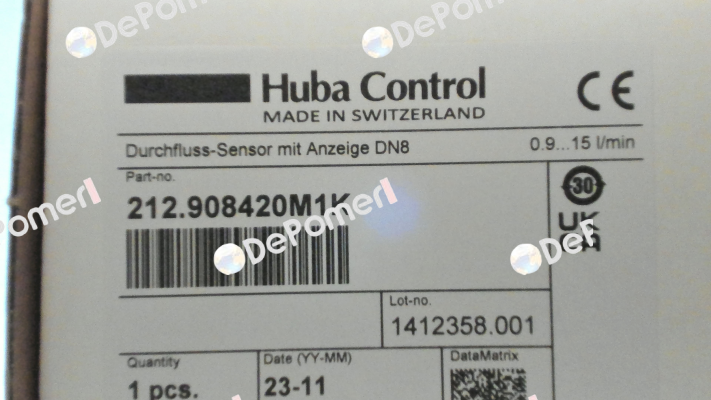 DePomerl
DePomerl
Huba Control
MADE IN SWITZERLAND
CE
Durchfluss-Sensor mit Anzeige DN8
0.9...15 l/min
Part-no.
212.908420M1K
30
UK
CA
DePomerl
DePomerl
Lot-no.
1412358.001
Quantity
1 pcs.
Date (YY-MM)
23-11
DataMatrix